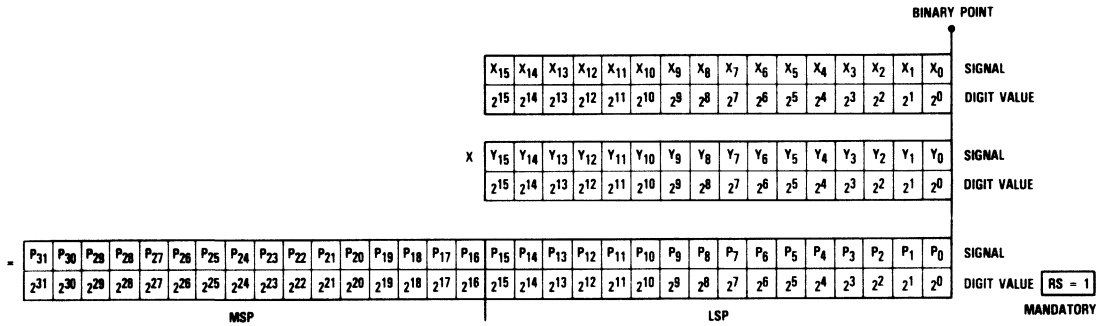 BINARY POINT
X15 X14 X13 X12 X11 X10 X9 X8 X7 X6 X5 X4 X3 X2 X1 X0 SIGNAL
2^15 2^14 2^13 2^12 2^11 2^10 2^9 2^8 2^7 2^6 2^5 2^4 2^3 2^2 2^1 2^0 DIGIT VALUE
X Y15 Y14 Y13 Y12 Y11 Y10 Y9 Y8 Y7 Y6 Y5 Y4 Y3 Y2 Y1 Y0 SIGNAL
2^15 2^14 2^13 2^12 2^11 2^10 2^9 2^8 2^7 2^6 2^5 2^4 2^3 2^2 2^1 2^0 DIGIT VALUE
= P31 P30 P29 P28 P27 P26 P25 P24 P23 P22 P21 P20 P19 P18 P17 P16 P15 P14 P13 P12 P11 P10 P9 P8 P7 P6 P5 P4 P3 P2 P1 P0 SIGNAL
2^31 2^30 2^29 2^28 2^27 2^26 2^25 2^24 2^23 2^22 2^21 2^20 2^19 2^18 2^17 2^16 2^15 2^14 2^13 2^12 2^11 2^10 2^9 2^8 2^7 2^6 2^5 2^4 2^3 2^2 2^1 2^0 DIGIT VALUE RS = 1
MSP LSP MANDATORY